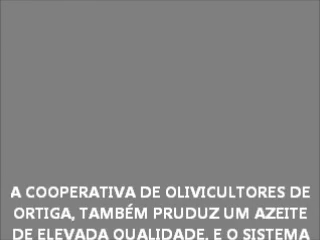 A COOPERATIVA DE OLIVICULTORES DE
ORTIGA, TAMBÉM PRUDUZ UM AZEITE
DE ELEVADA QUALIDADE, E O SISTEMA